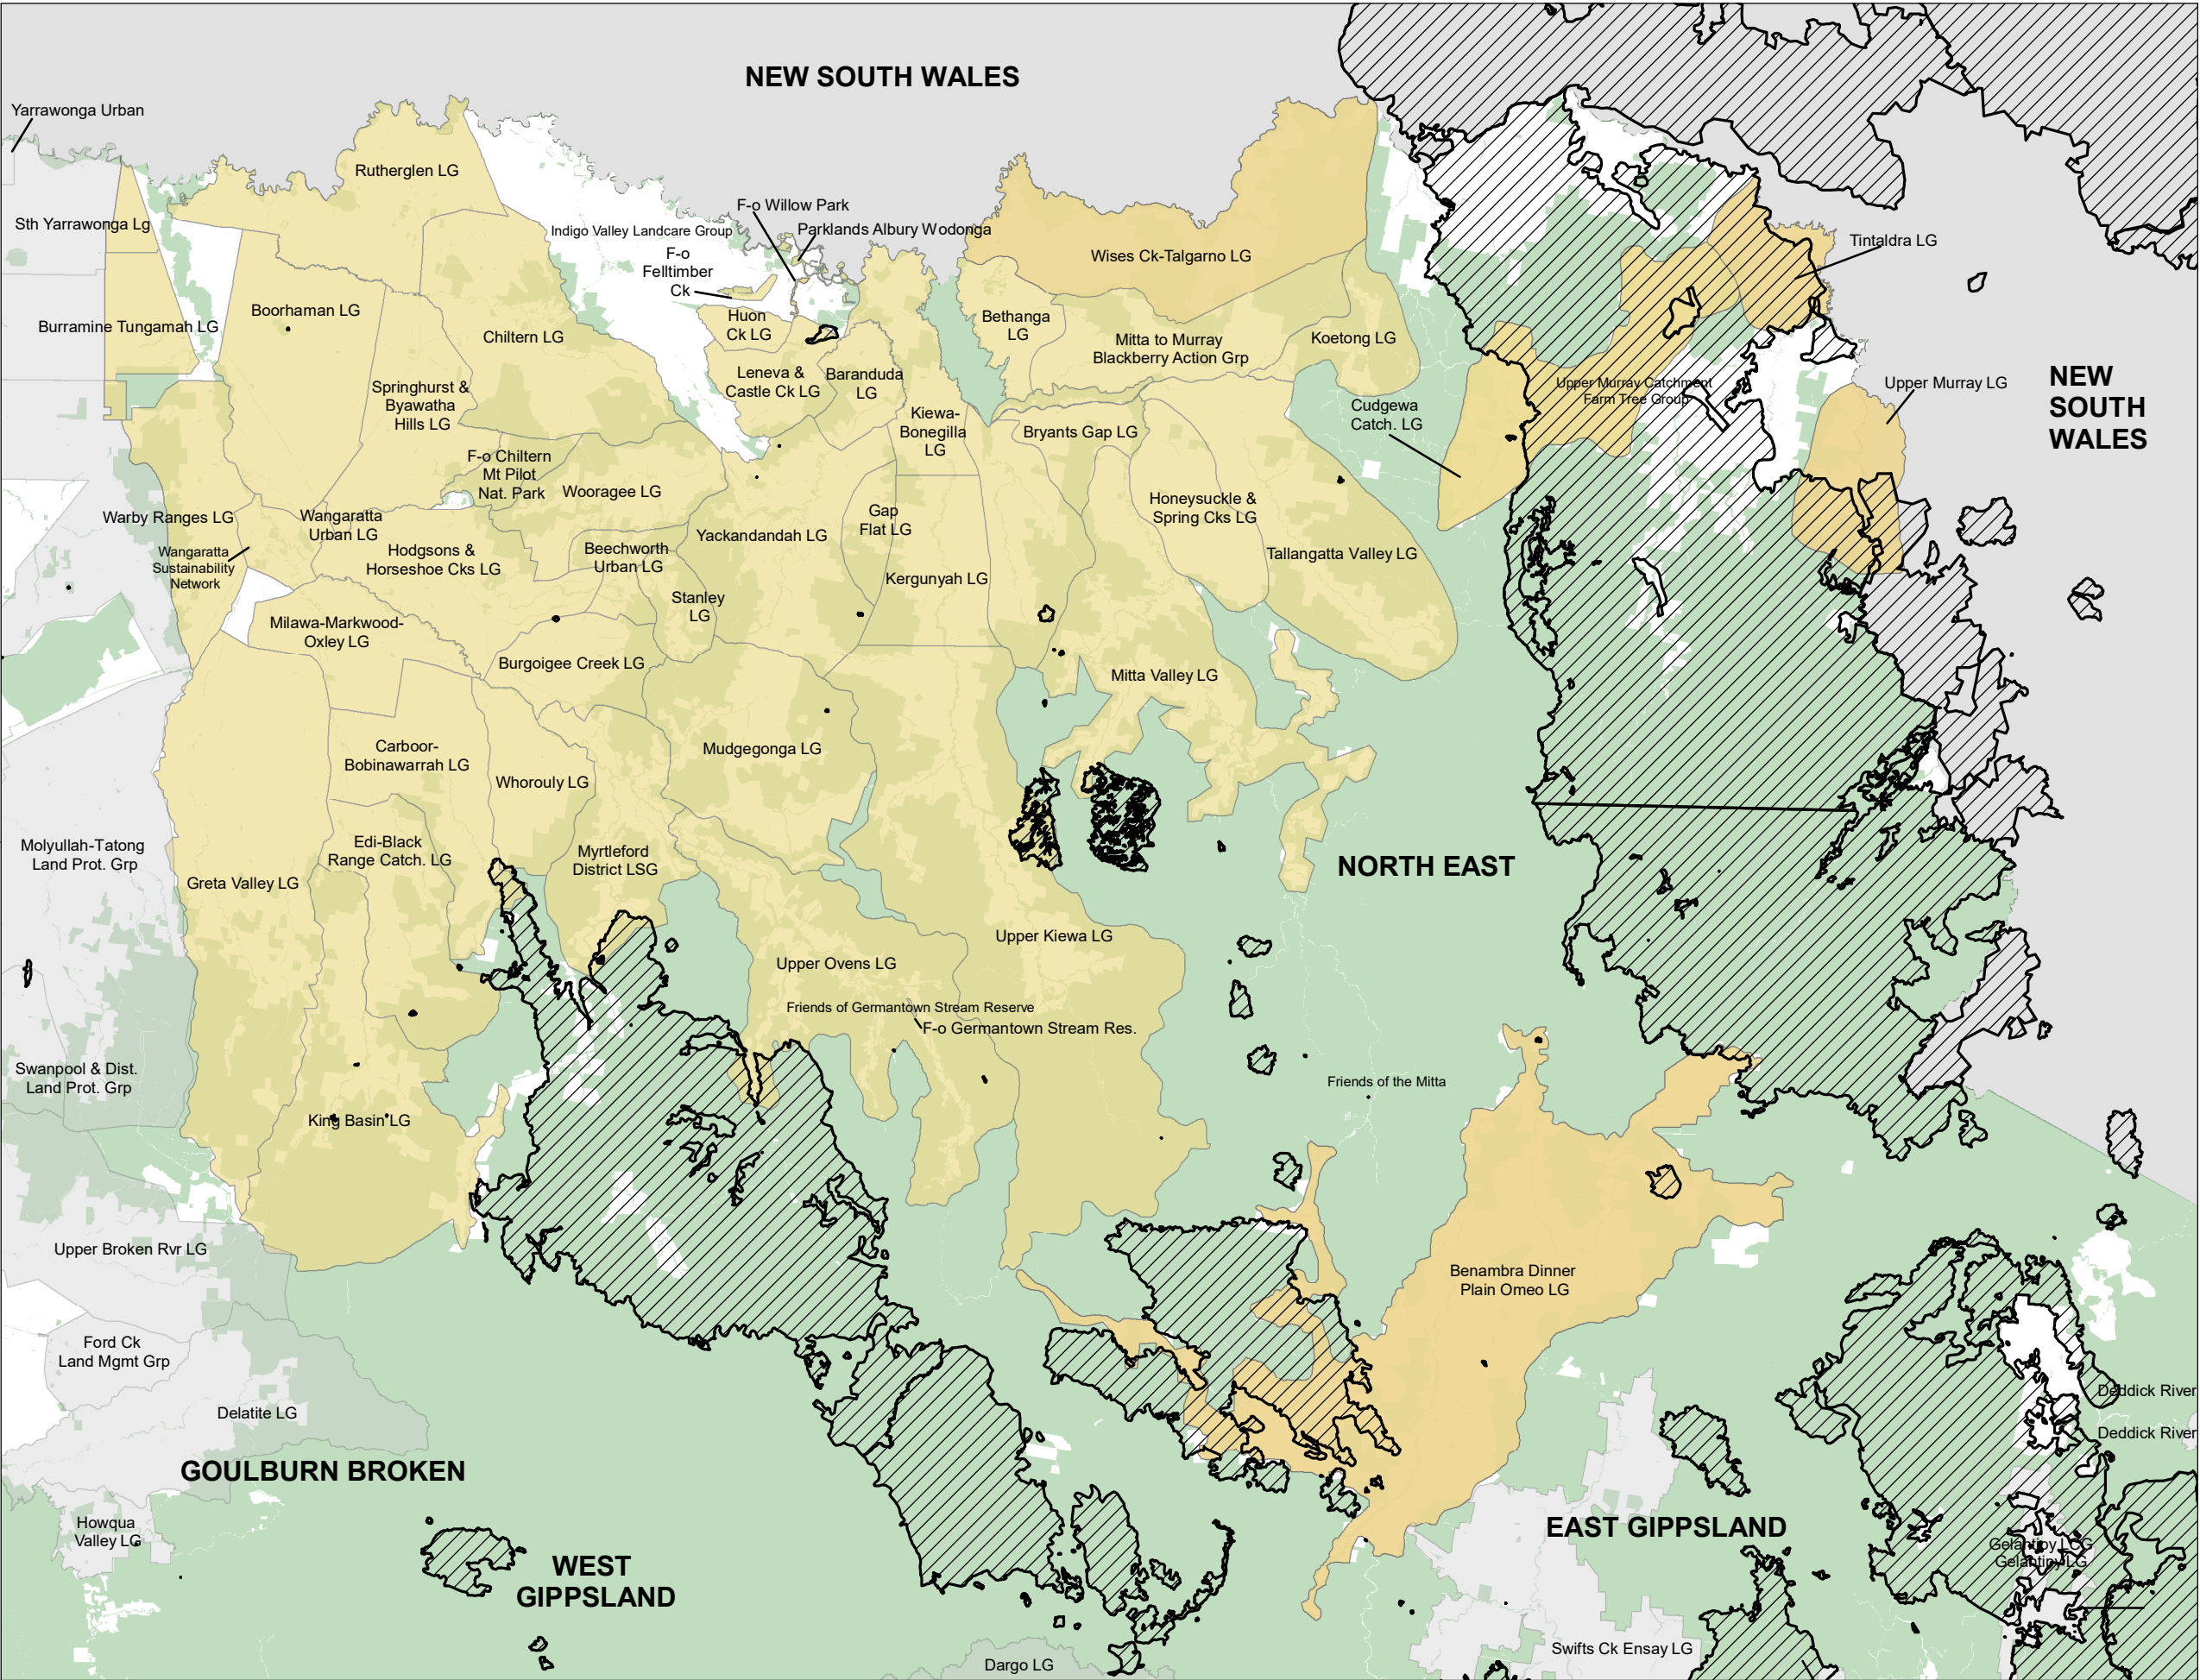 NEW SOUTH WALES
Yarrawonga Urban
Rutherglen LG
F-o Willow Park
Sth Yarrawonga Lg
Indigo Valley Landcare Group
Parklands Albury Wodonga
Tintaldra LG
F-o
Felltimber
Ck
Wises Ck-Talgarno LG
Boorhaman LG
Burramine Tungamah LG
Chiltern LG
Huon
Ck LG
Bethanga
LG
Mitta to Murray
Blackberry Action Grp
Koetong LG
Leneva &
Castle Ck LG
Baranduda
LG
Springhurst &
Byawatha
Hills LG
Upper Murray Catchment
Farm Tree Group
Upper Murray LG
NEW
SOUTH
WALES
Cudgewa
Catch. LG
Kiewa-
Bonegilla
LG
Bryants Gap LG
F-o Chiltern
Mt Pilot
Nat. Park
Wooragee LG
Honeysuckle &
Spring Cks LG
Warby Ranges LG
Wangaratta
Urban LG
Gap
Flat LG
Yackandandah LG
Wangaratta
Sustainability
Network
Hodgsons &
Horseshoe Cks LG
Beechworth
Urban LG
Tallangatta Valley LG
Kergunyah LG
Stanley
LG
Milawa-Markwood-
Oxley LG
Burgoigee Creek LG
Mitta Valley LG
Carboor-
Bobinawarrah LG
Mudgegonga LG
Whorouly LG
Molyullah-Tatong
Land Prot. Grp
Edi-Black
Range Catch. LG
Myrtleford
District LSG
NORTH EAST
Greta Valley LG
Upper Kiewa LG
Upper Ovens LG
Friends of Germantown Stream Reserve
F-o Germantown Stream Res.
Swanpool & Dist.
Land Prot. Grp
Friends of the Mitta
King Basin LG
Upper Broken Rvr LG
Benambra Dinner
Plain Omeo LG
Ford Ck
Land Mgmt Grp
Deddick River
Delatite LG
Deddick River
GOULBURN BROKEN
Howqua
Valley LG
EAST GIPPSLAND
Gelantipy LCG
Gelantipy LG
WEST
GIPPSLAND
Swifts Ck Ensay LG
Dargo LG